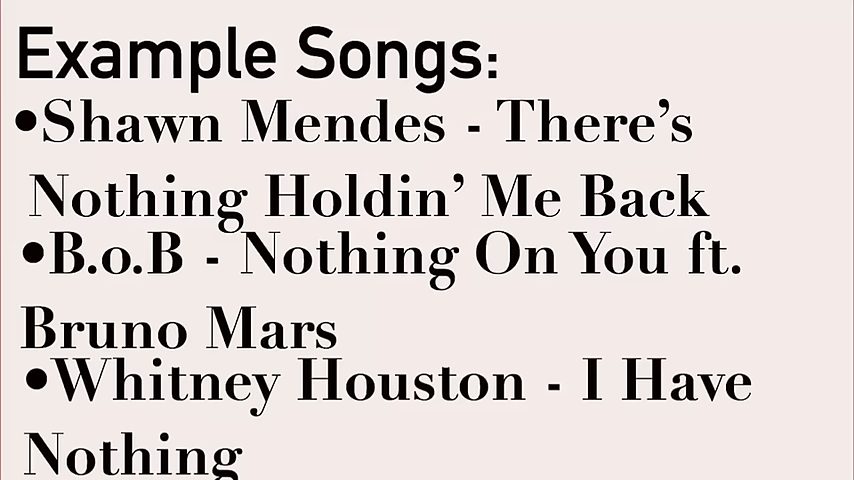 Example Songs:
•Shawn Mendes - There’s
Nothing Holdin’ Me Back
•B.o.B - Nothing On You ft.
Bruno Mars
•Whitney Houston - I Have
Nothing